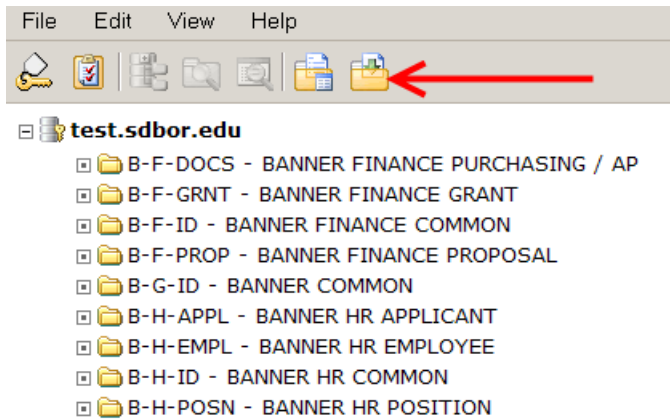 File Edit View Help
test.sdbor.edu
B-F-DOCS - BANNER FINANCE PURCHASING / AP
B-F-GRNT - BANNER FINANCE GRANT
B-F-ID - BANNER FINANCE COMMON
B-F-PROP - BANNER FINANCE PROPOSAL
B-G-ID - BANNER COMMON
B-H-APPL - BANNER HR APPLICANT
B-H-EMPL - BANNER HR EMPLOYEE
B-H-ID - BANNER HR COMMON
B-H-POSN - BANNER HR POSITION